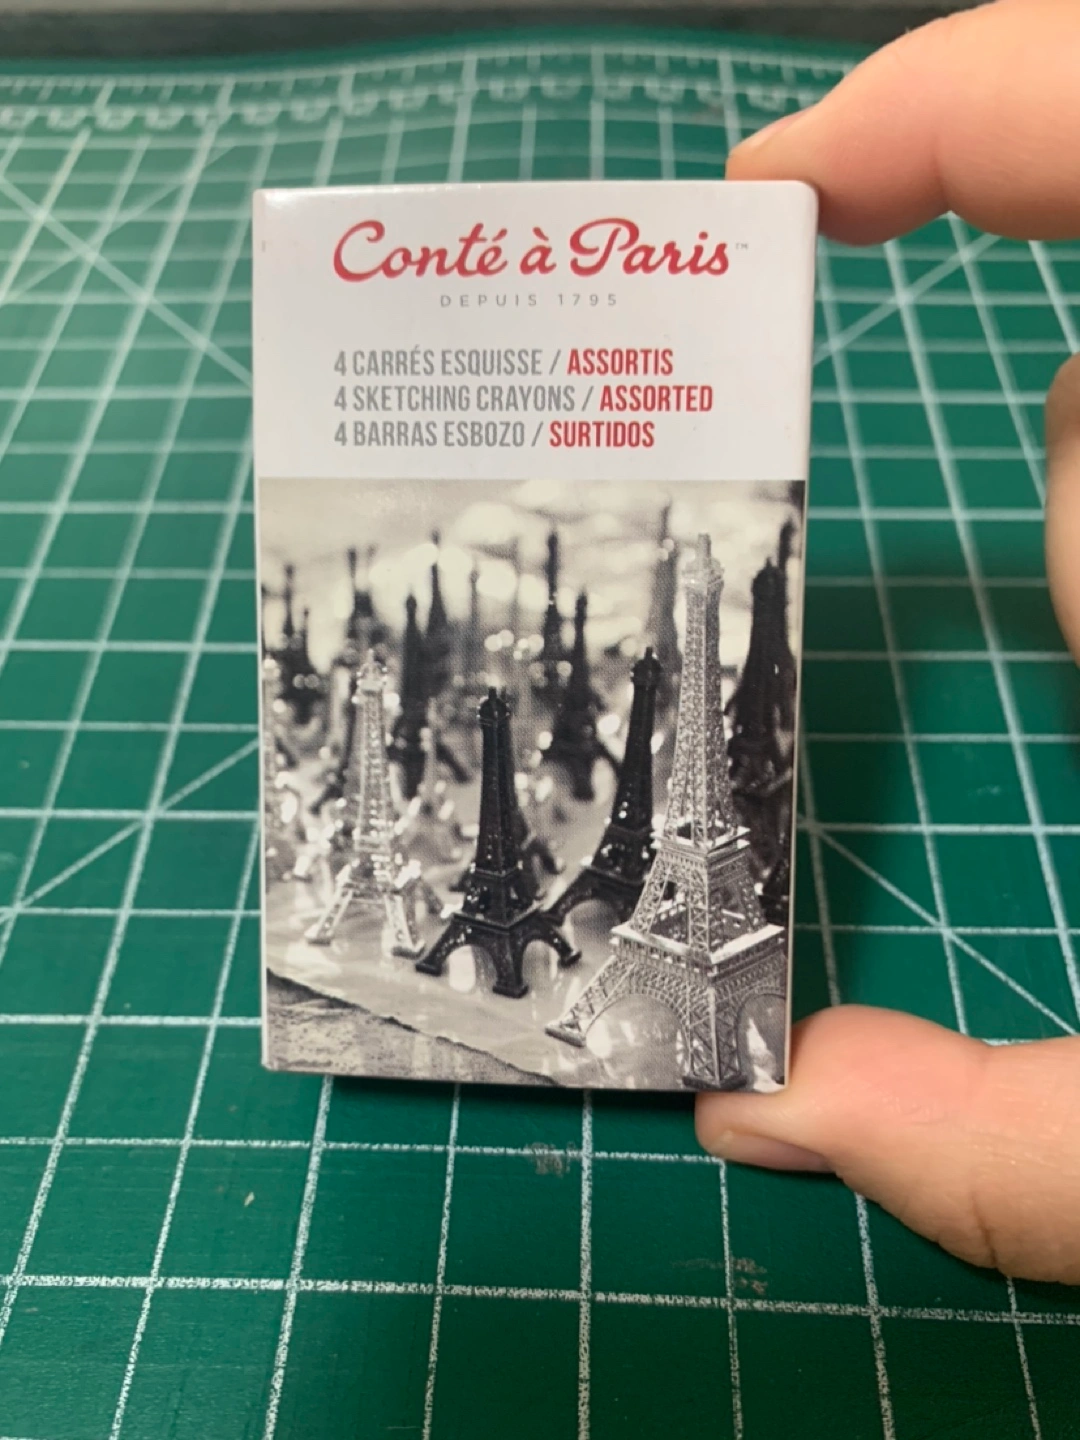 Conté à Paris™
DEPUIS 1795
4 CARRÉS ESQUISSE / ASSORTIS
4 SKETCHING CRAYONS / ASSORTED
4 BARRAS ESBOZO / SURTIDOS